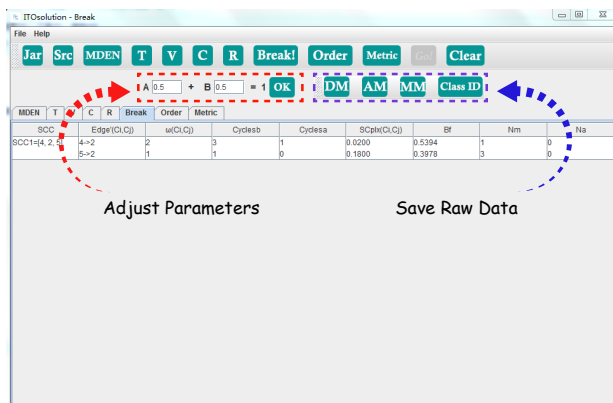 ITOsolution - Break
File Help
Jar Src MDEN T V C R Break! Order Metric Go! Clear
A 0.5 + B 0.5 = 1 OK DM AM MM Class ID
MDEN T C R Break Order Metric
SCC Edge'(Ci,Cj) ω(Ci,Cj) Cyclesb Cyclesa SCplx(Ci,Cj) Bf Nm Na
SCC1=[4, 2, 5] 4->2 2 3 1 0.0200 0.5394 1 0
5->2 1 1 0 0.1800 0.3978 3 0
Adjust Parameters Save Raw Data